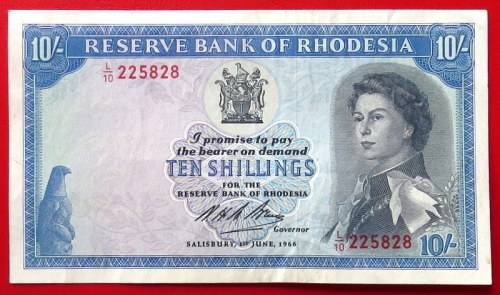 10/-
RESERVE BANK OF RHODESIA
10/-
L/10 225828
I promise to pay
the bearer on demand
TEN SHILLINGS
FOR THE
RESERVE BANK OF RHODESIA
Governor
SALISBURY, 1ST JUNE, 1966
L/10 225828
10/-